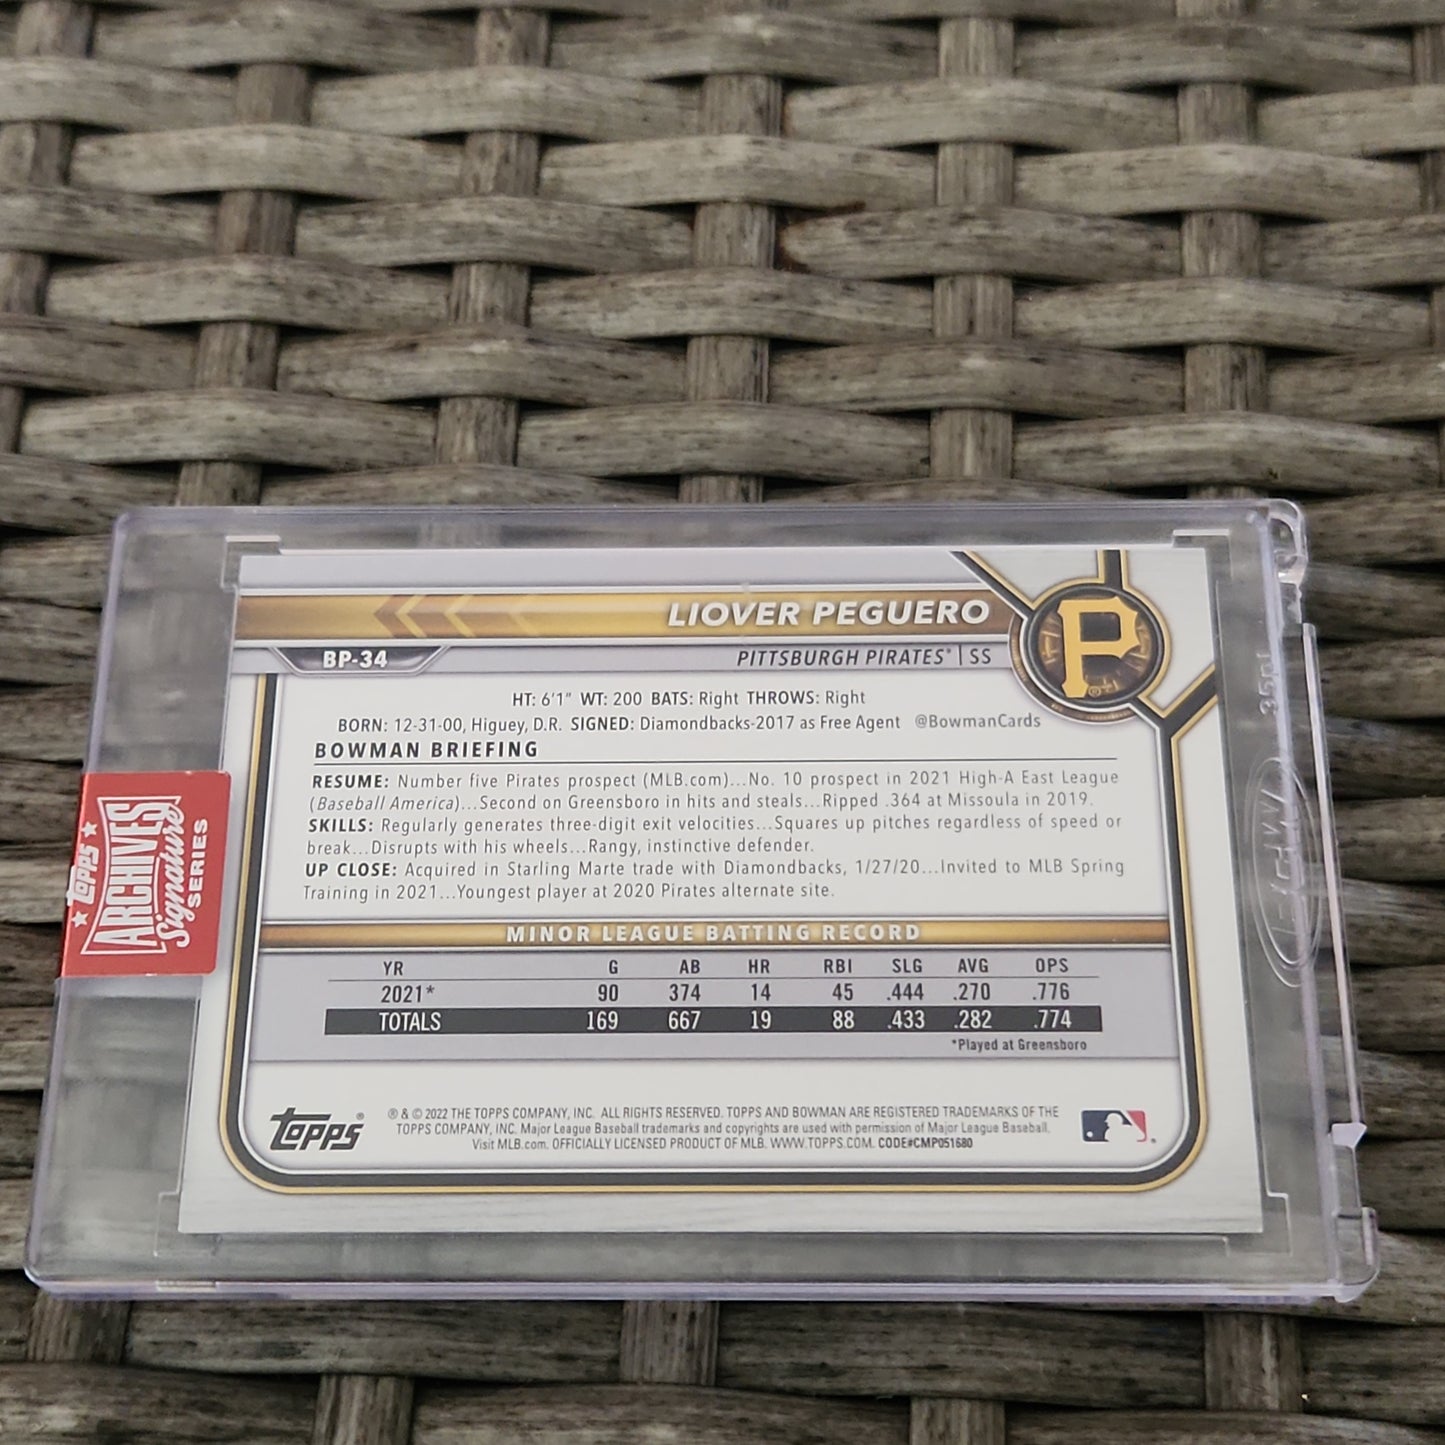 LIOVER PEGUERO
BP-34
PITTSBURGH PIRATES® | SS
P
HT: 6'1" WT: 200 BATS: Right THROWS: Right
BORN: 12-31-00, Higuey, D.R. SIGNED: Diamondbacks-2017 as Free Agent @BowmanCards
BOWMAN BRIEFING
RESUME: Number five Pirates prospect (MLB.com)...No. 10 prospect in 2021 High-A East League
(Baseball America)...Second on Greensboro in hits and steals...Ripped .364 at Missoula in 2019.
SKILLS: Regularly generates three-digit exit velocities...Squares up pitches regardless of speed or
break...Disrupts with his wheels...Rangy, instinctive defender.
UP CLOSE: Acquired in Starling Marte trade with Diamondbacks, 1/27/20...Invited to MLB Spring
Training in 2021...Youngest player at 2020 Pirates alternate site.
MINOR LEAGUE BATTING RECORD
YR G AB HR RBI SLG AVG OPS
2021* 90 374 14 45 .444 .270 .776
TOTALS 169 667 19 88 .433 .282 .774
*Played at Greensboro
Topps®
® & © 2022 THE TOPPS COMPANY, INC. ALL RIGHTS RESERVED. TOPPS AND BOWMAN ARE REGISTERED TRADEMARKS OF THE
TOPPS COMPANY, INC. Major League Baseball trademarks and copyrights are used with permission of Major League Baseball.
Visit MLB.com. OFFICIALLY LICENSED PRODUCT OF MLB. WWW.TOPPS.COM. CODE#CMP051680
★ Topps ★
ARCHIVES
Signature
SERIES
35pt